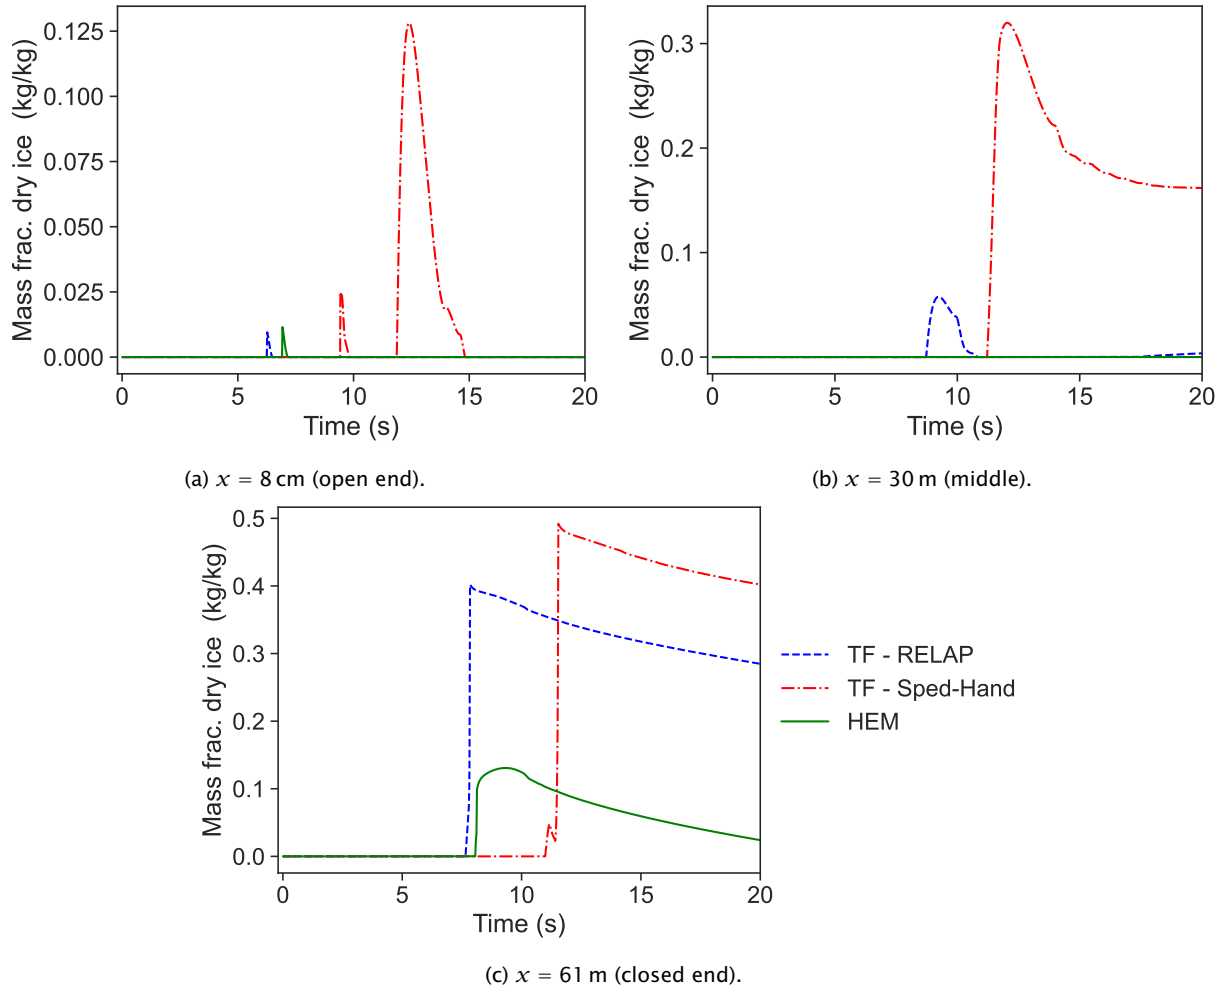 0.125
0.100
0.125
0.050
0.025
0.000
Mass frac. dry ice (kg/kg)
0 5 10 15 20
Time (s)
(a) x = 8 cm (open end).
0.3
0.2
0.1
0.0
Mass frac. dry ice (kg/kg)
0 5 10 15 20
Time (s)
(b) x = 30 m (middle).
0.5
0.4
0.3
0.2
0.1
0.0
Mass frac. dry ice (kg/kg)
0 5 10 15 20
Time (s)
TF - RELAP
TF - Sped-Hand
HEM
(c) x = 61 m (closed end).